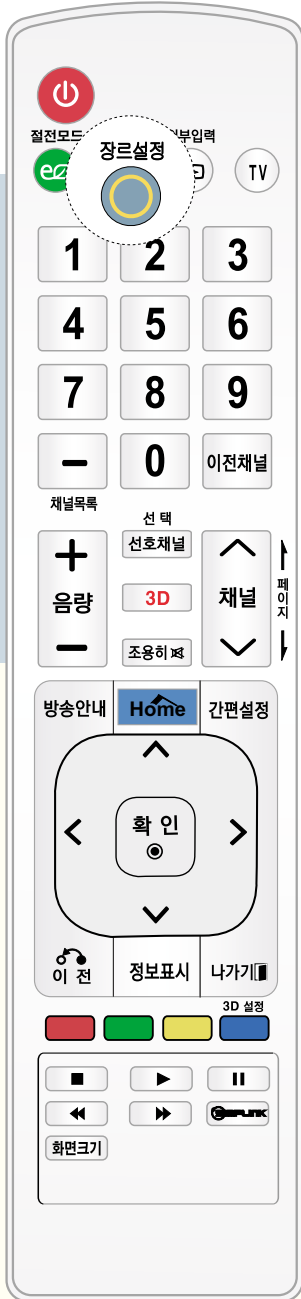 절전모드
부입력
장르설정
eco
TV
1 2 3
4 5 6
7 8 9
0 이전채널
채널목록
선 택
선호채널
음량
3D
채널
페이지
조용히
방송안내 Home 간편설정
확 인
이 전
정보표시
나가기
3D 설정
화면크기